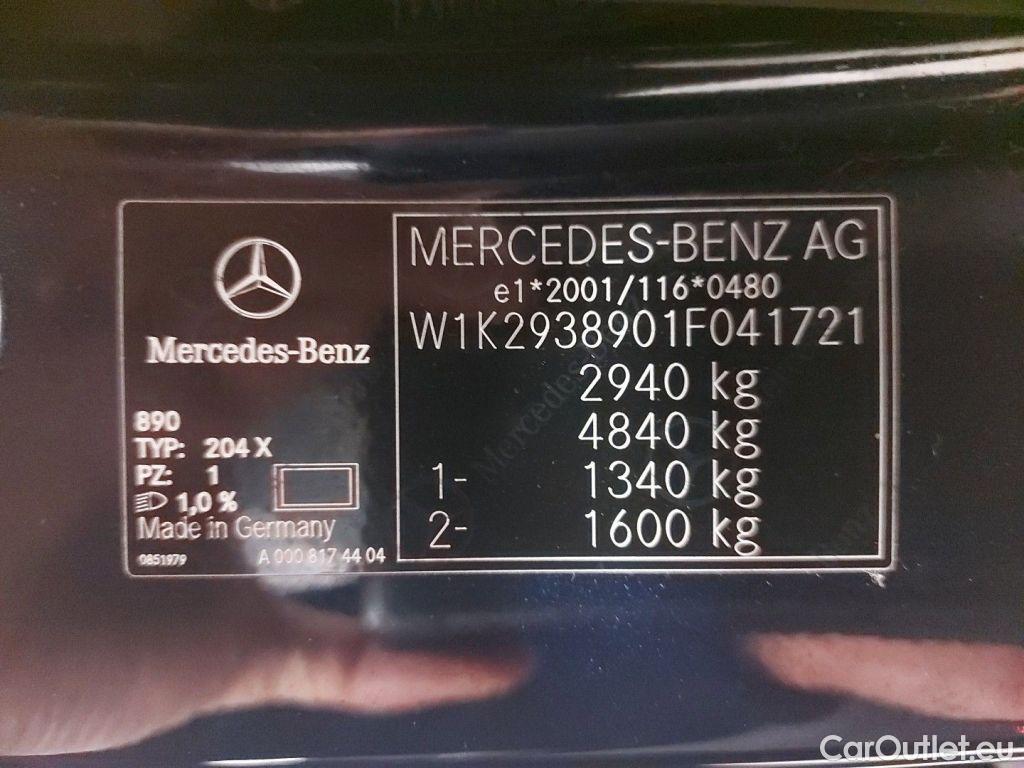 Mercedes-Benz
890
TYP: 204 X
PZ: 1
1,0 %
Made in Germany
0851979 A 000 817 44 04
MERCEDES-BENZ AG
e1*2001/116*0480
W1K2938901F041721
2940 kg
4840 kg
1- 1340 kg
2- 1600 kg
CarOutlet.eu